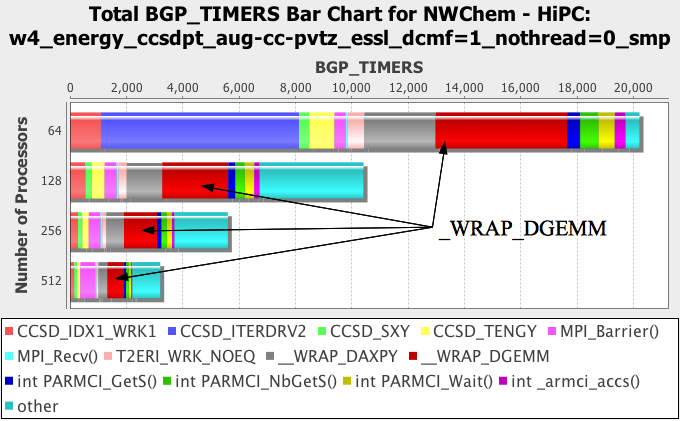 Total BGP_TIMERS Bar Chart for NWChem - HiPC:
w4_energy_ccsdpt_aug-cc-pvtz_essl_dcmf=1_nothread=0_smp
BGP_TIMERS
0 2,000 4,000 6,000 8,000 10,000 12,000 14,000 16,000 18,000 20,000
Number of Processors
64
128
256
512
_WRAP_DGEMM
CCSD_IDX1_WRK1 CCSD_ITERDRV2 CCSD_SXY CCSD_TENGY MPI_Barrier()
MPI_Recv() T2ERI_WRK_NOEQ __WRAP_DAXPY __WRAP_DGEMM
int PARMCI_GetS() int PARMCI_NbGetS() int PARMCI_Wait() int _armci_accs()
other